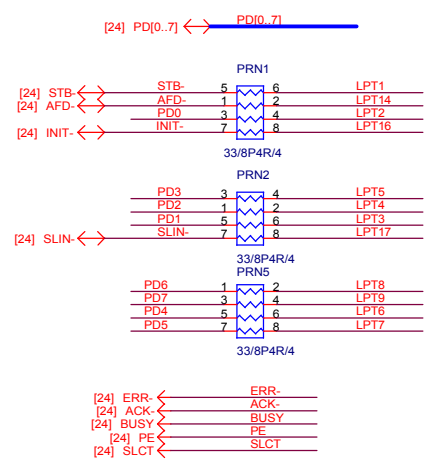 [24] PD[0..7] PD[0..7]
PRN1
[24] STB- STB- 5 6 LPT1
[24] AFD- AFD- 1 2 LPT14
PD0 3 4 LPT2
[24] INIT- INIT- 7 8 LPT16
33/8P4R/4
PRN2
PD3 3 4 LPT5
PD2 1 2 LPT4
PD1 5 6 LPT3
[24] SLIN- SLIN- 7 8 LPT17
33/8P4R/4
PRN5
PD6 1 2 LPT8
PD7 3 4 LPT9
PD4 5 6 LPT6
PD5 7 8 LPT7
33/8P4R/4
[24] ERR- ERR-
[24] ACK- ACK-
[24] BUSY BUSY
[24] PE PE
[24] SLCT SLCT